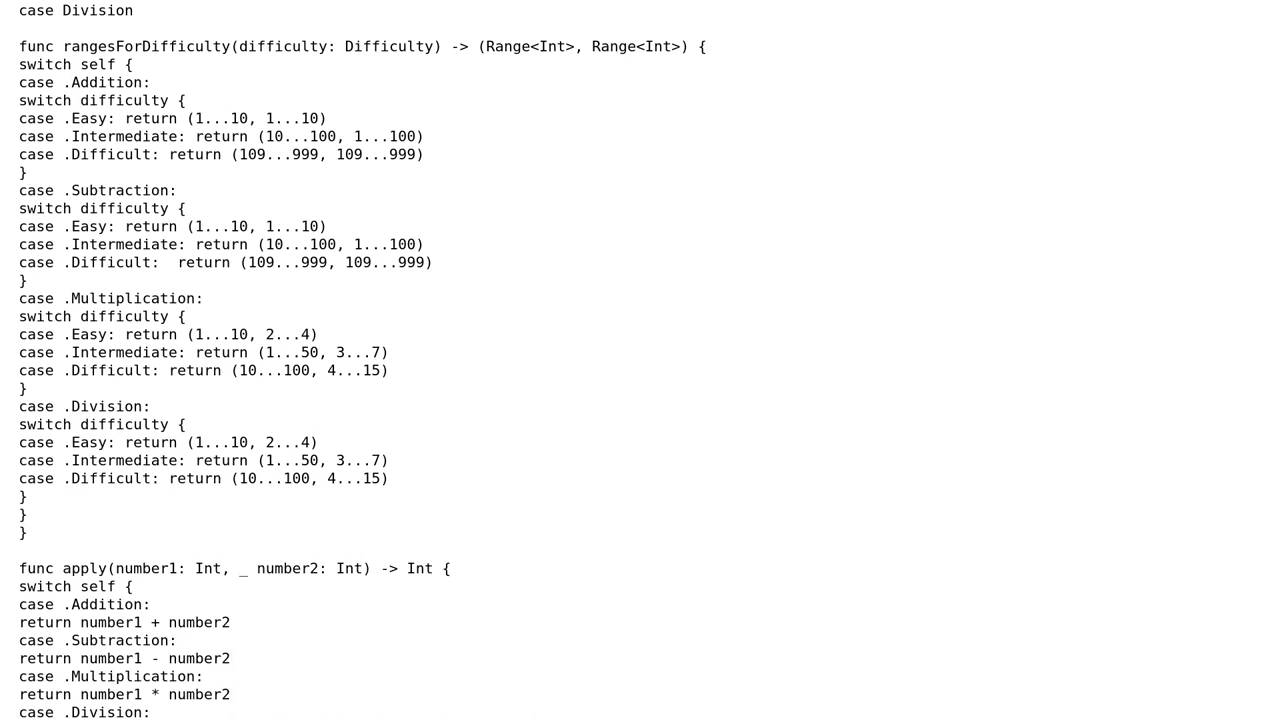 case Division
func rangesForDifficulty(difficulty: Difficulty) -> (Range<Int>, Range<Int>) {
switch self {
case .Addition:
switch difficulty {
case .Easy: return (1...10, 1...10)
case .Intermediate: return (10...100, 1...100)
case .Difficult: return (109...999, 109...999)
}
case .Subtraction:
switch difficulty {
case .Easy: return (1...10, 1...10)
case .Intermediate: return (10...100, 1...100)
case .Difficult:  return (109...999, 109...999)
}
case .Multiplication:
switch difficulty {
case .Easy: return (1...10, 2...4)
case .Intermediate: return (1...50, 3...7)
case .Difficult: return (10...100, 4...15)
}
case .Division:
switch difficulty {
case .Easy: return (1...10, 2...4)
case .Intermediate: return (1...50, 3...7)
case .Difficult: return (10...100, 4...15)
}
}
}
func apply(number1: Int, _ number2: Int) -> Int {
switch self {
case .Addition:
return number1 + number2
case .Subtraction:
return number1 - number2
case .Multiplication:
return number1 * number2
case .Division: